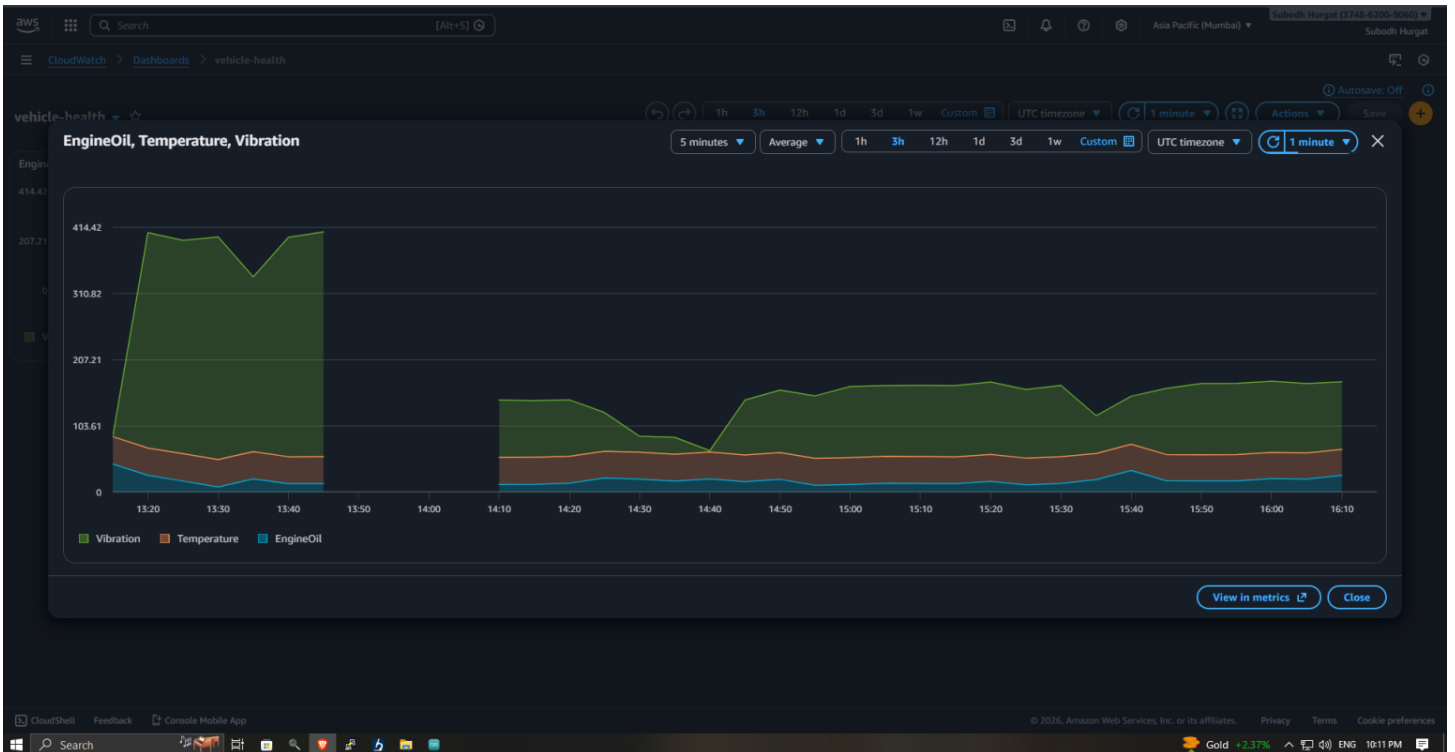 aws Search [Alt+S] Asia Pacific (Mumbai) Subodh Hurgat (3748-6200-9060)
Subodh Hurgat
CloudWatch > Dashboards > vehicle-health
Autosave: Off
vehicle-health 1h 3h 12h 1d 3d 1w Custom UTC timezone 1 minute Actions Save
EngineOil, Temperature, Vibration 5 minutes Average 1h 3h 12h 1d 3d 1w Custom UTC timezone 1 minute
414.42
310.82
207.21
103.61
0
13:20 13:30 13:40 13:50 14:00 14:10 14:20 14:30 14:40 14:50 15:00 15:10 15:20 15:30 15:40 15:50 16:00 16:10
Vibration Temperature EngineOil
View in metrics Close
CloudShell Feedback Console Mobile App © 2026, Amazon Web Services, Inc. or its affiliates. Privacy Terms Cookie preferences
Search Gold +2.37% ENG 10:11 PM